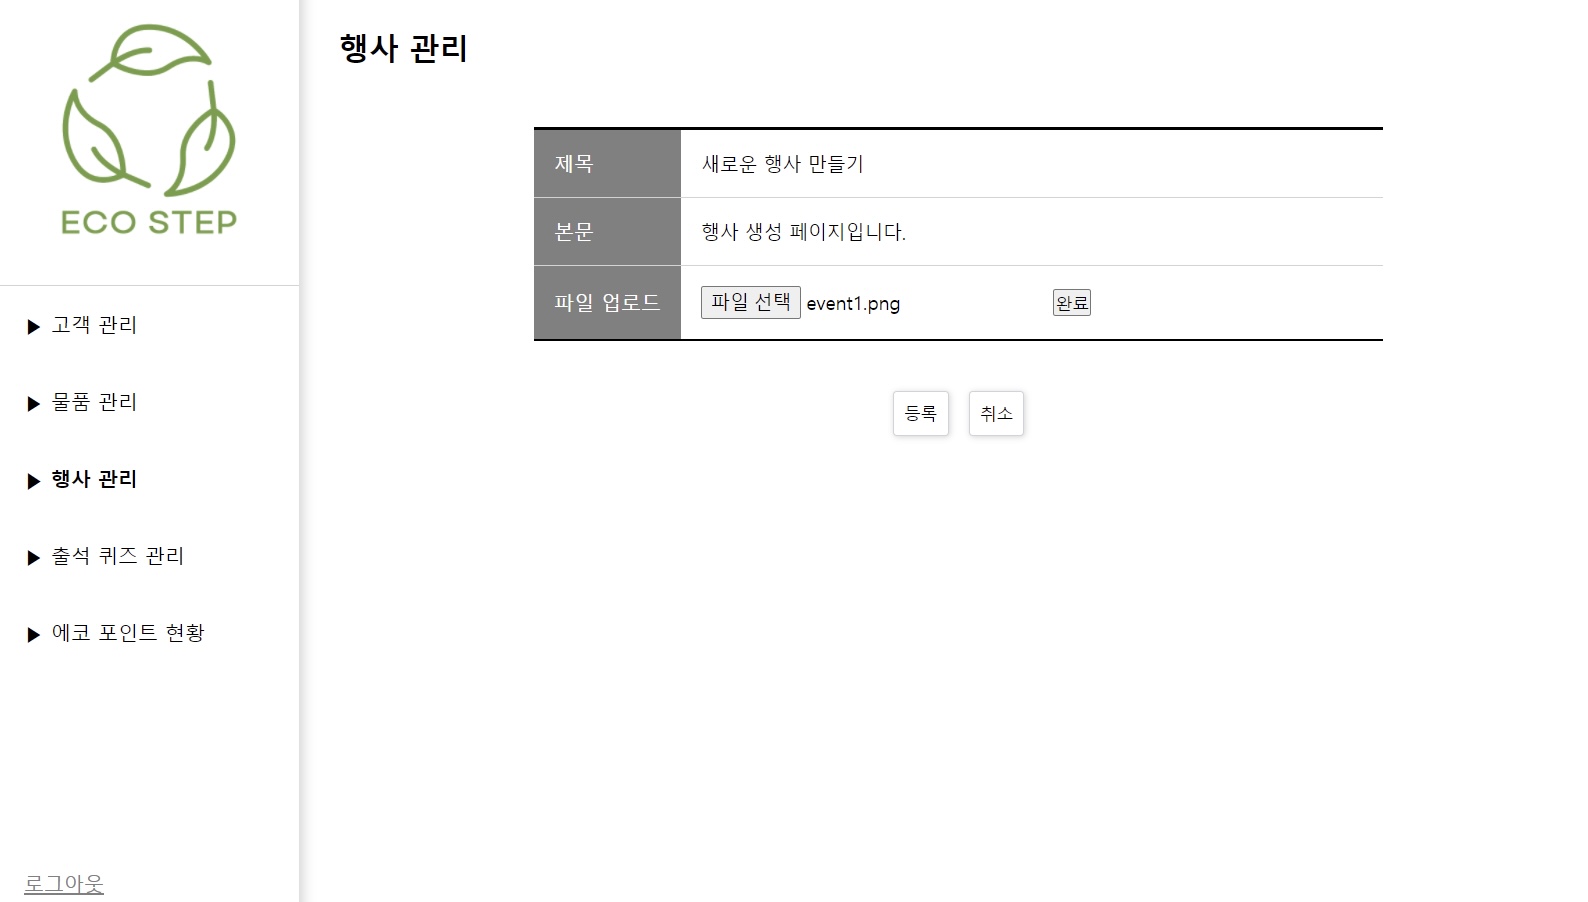 ECO STEP
▶ 고객 관리
▶ 물품 관리
▶ 행사 관리
▶ 출석 퀴즈 관리
▶ 에코 포인트 현황
로그아웃
행사 관리
제목 새로운 행사 만들기
본문 행사 생성 페이지입니다.
파일 업로드 파일 선택 event1.png 완료
등록 취소